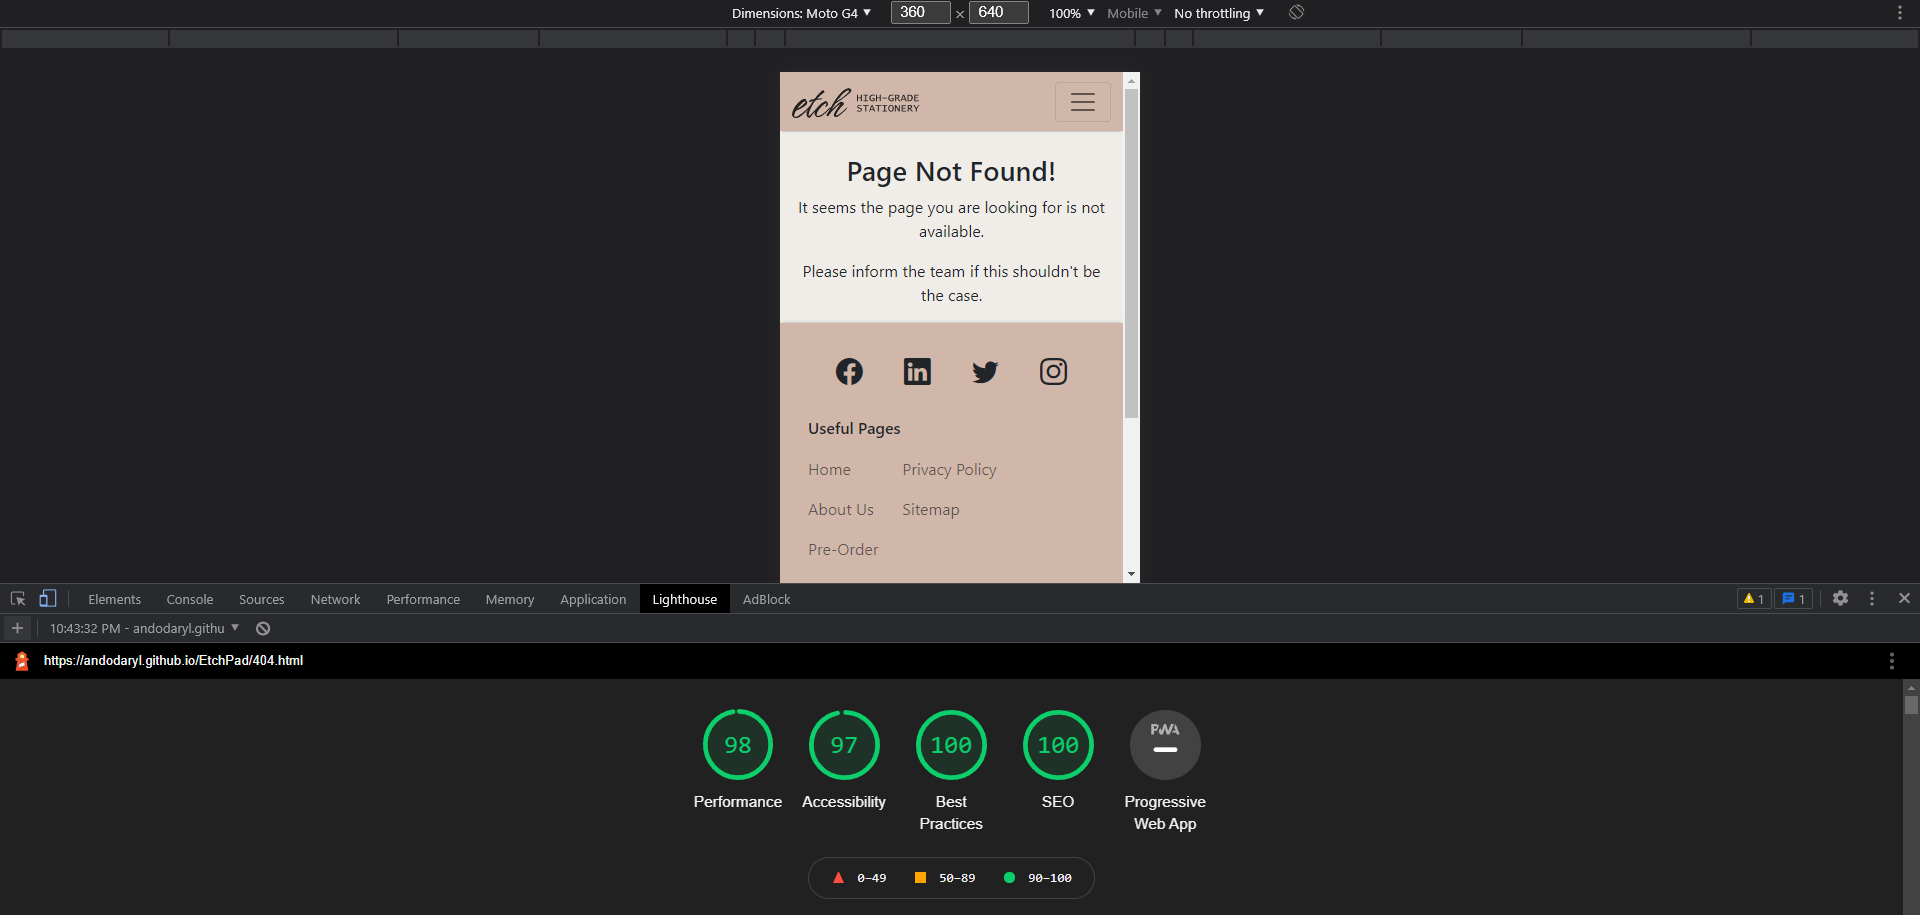 Dimensions: Moto G4 ▼ 360 × 640 100% ▼ Mobile ▼ No throttling ▼
etch HIGH-GRADE STATIONERY
Page Not Found!
It seems the page you are looking for is not
available.
Please inform the team if this shouldn't be
the case.
Useful Pages
Home Privacy Policy
About Us Sitemap
Pre-Order
Elements Console Sources Network Performance Memory Application Lighthouse AdBlock 1 1
10:43:32 PM - andodaryl.githu ▼
https://andodaryl.github.io/EtchPad/404.html
98 97 100 100 PWA
Performance Accessibility Best Practices SEO Progressive Web App
0–49 50–89 90–100